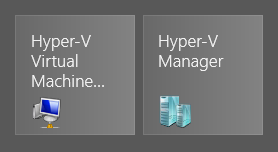 Hyper-V
Virtual
Machine...
Hyper-V
Manager